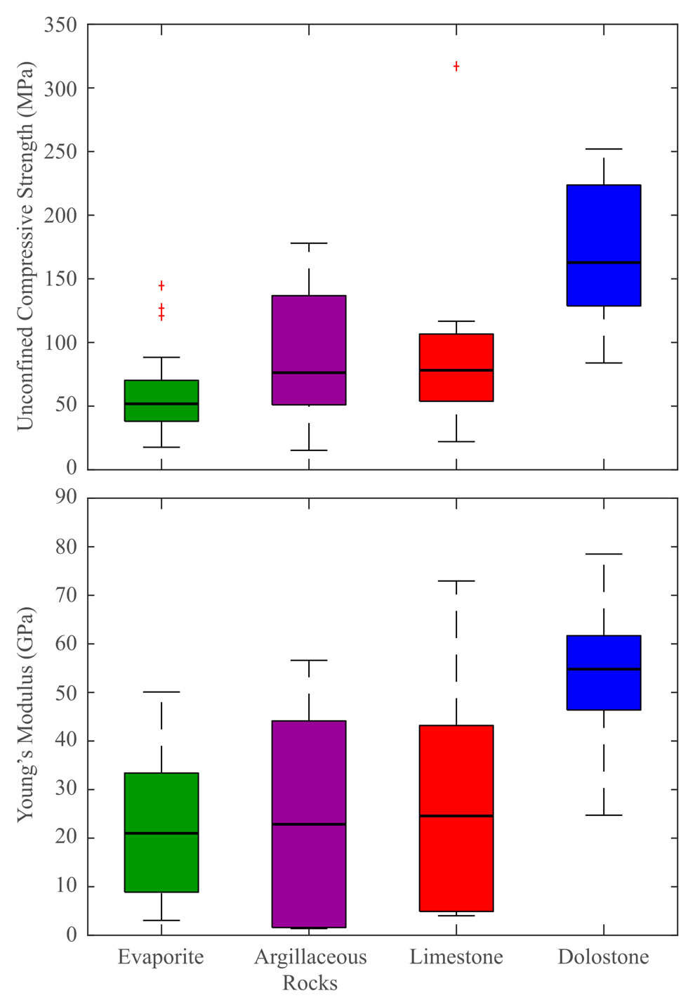 350
300
250
200
150
100
50
0
Unconfined Compressive Strength (MPa)
90
80
70
60
50
40
30
20
10
0
Young's Modulus (GPa)
Evaporite
Argillaceous
Rocks
Limestone
Dolostone